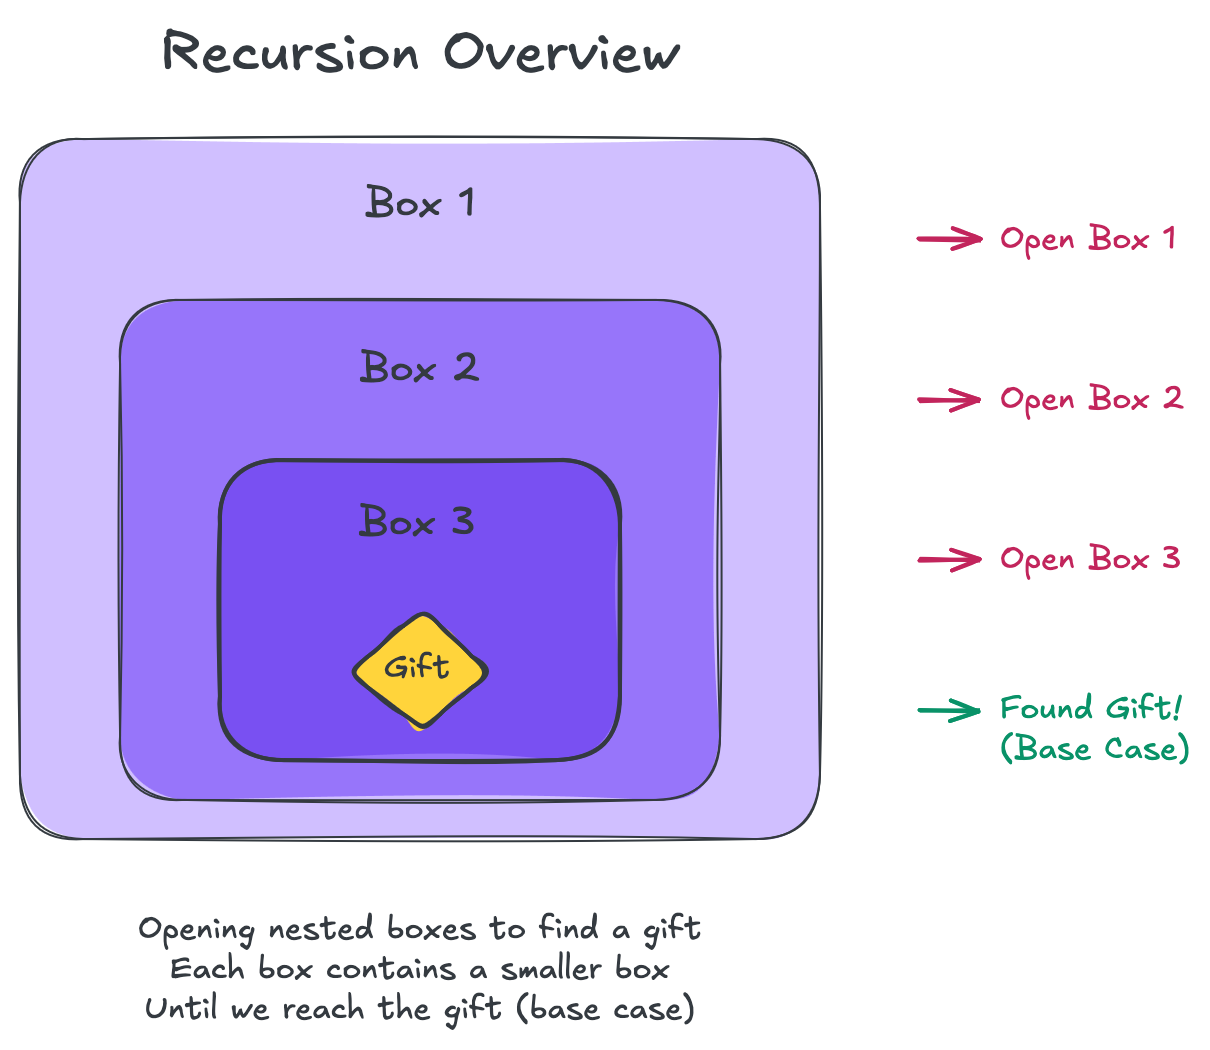 Recursion Overview
Box 1
Open Box 1
Box 2
Open Box 2
Box 3
Open Box 3
Gift
Found Gift!
(Base Case)
Opening nested boxes to find a gift
Each box contains a smaller box
Until we reach the gift (base case)